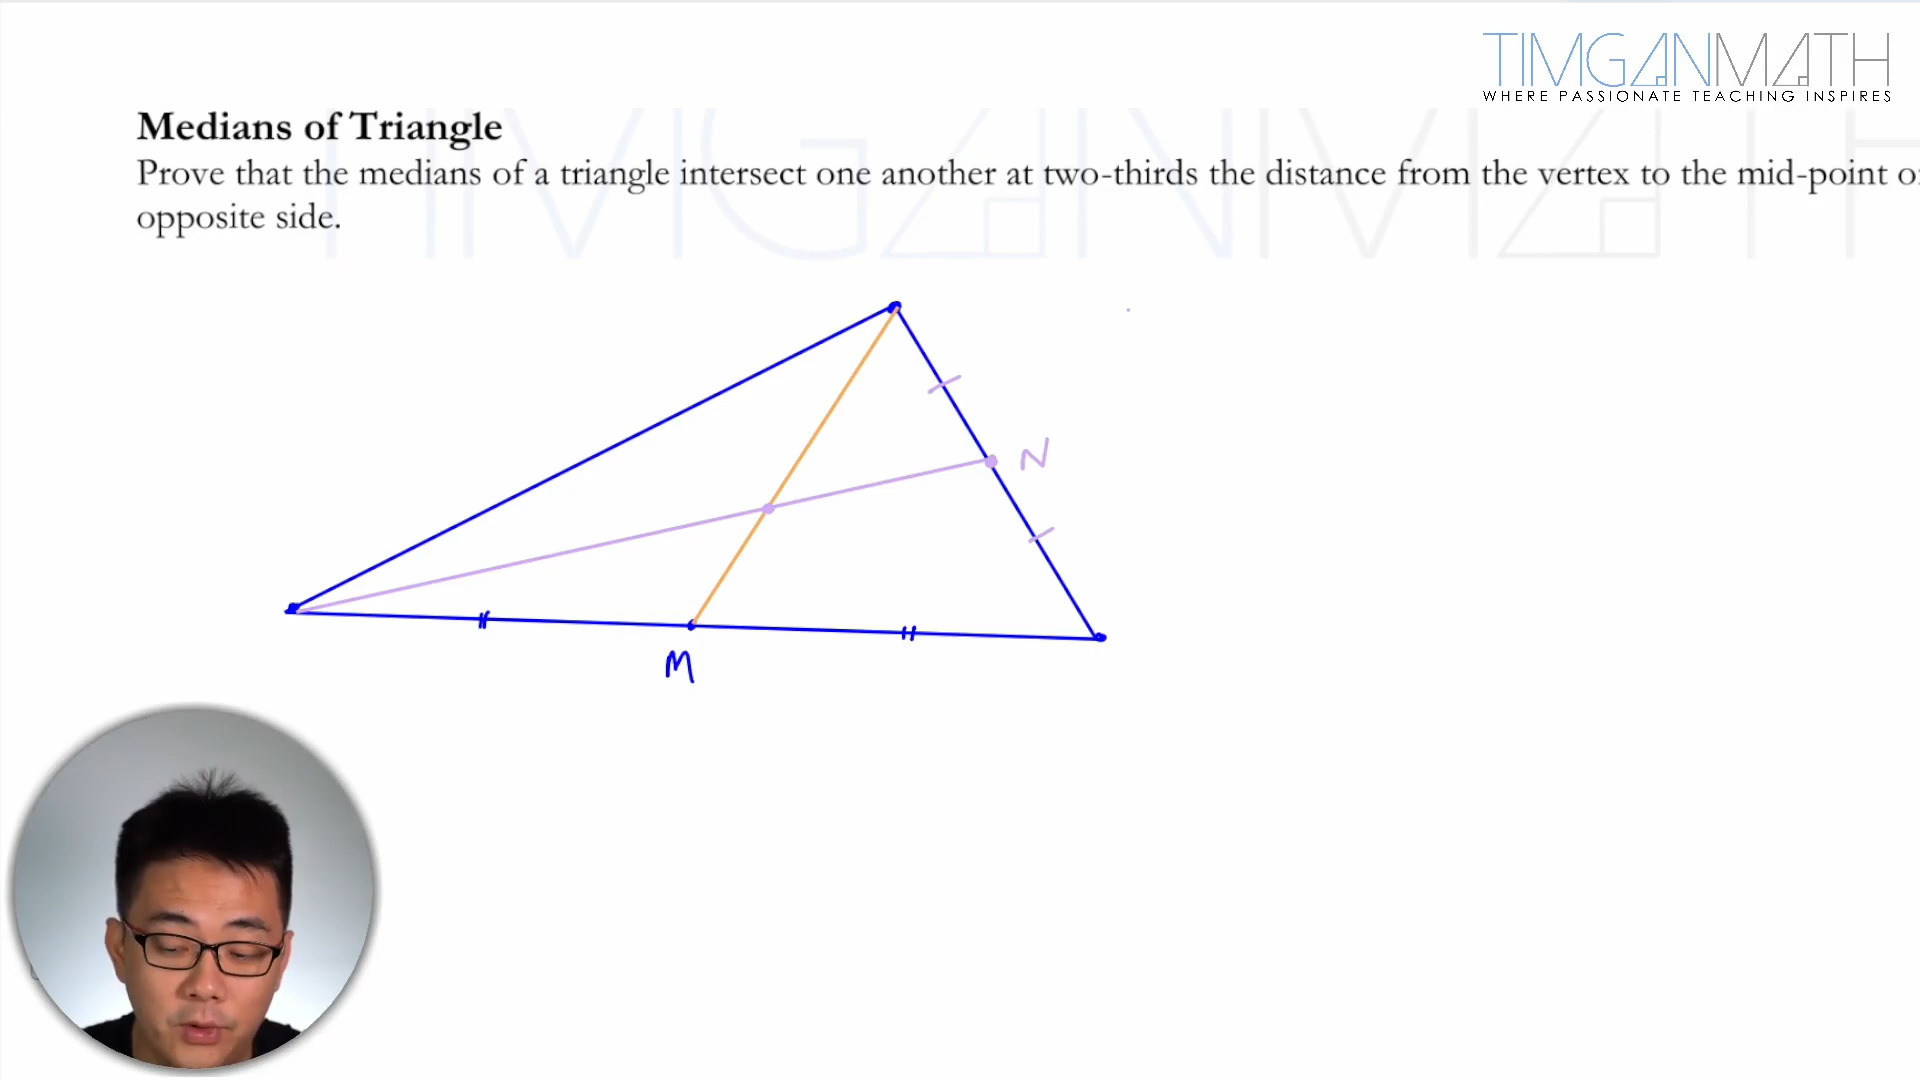 TIMGANMATH
WHERE PASSIONATE TEACHING INSPIRES
Medians of Triangle
Prove that the medians of a triangle intersect one another at two-thirds the distance from the vertex to the mid-point
opposite side.
N
M